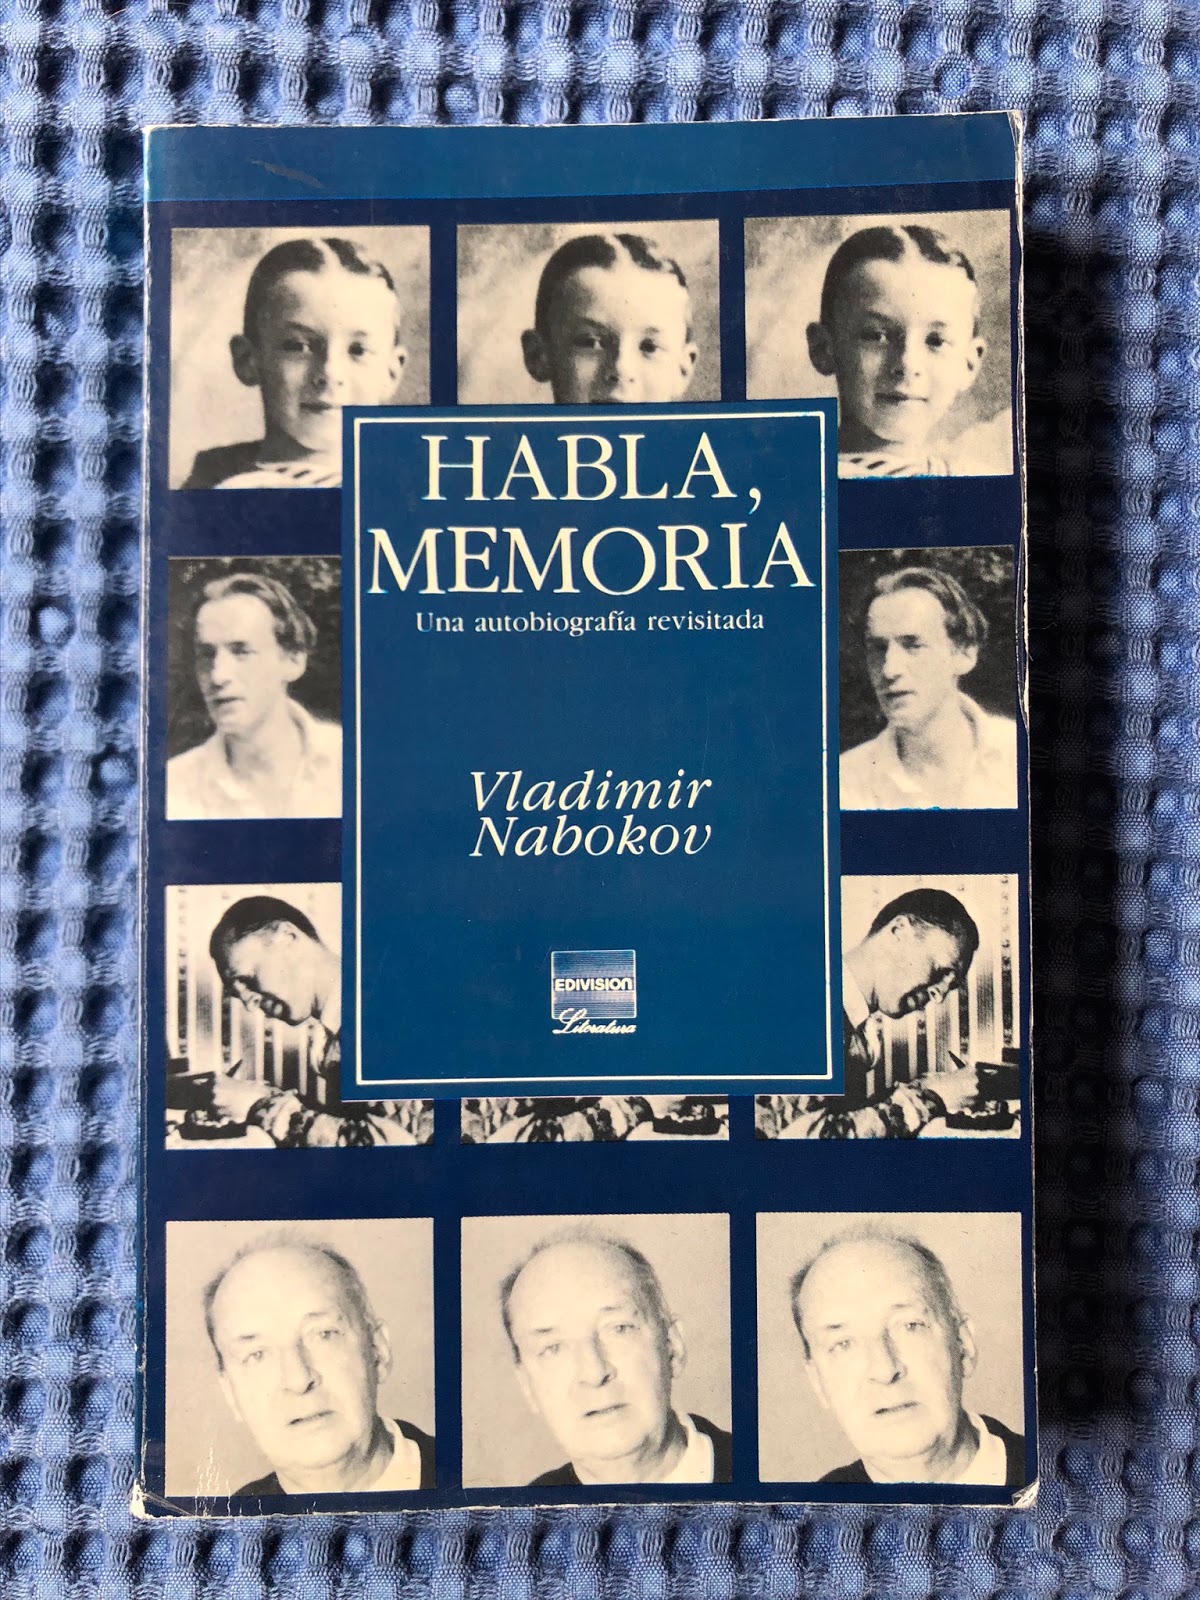 HABLA,
MEMORIA
Una autobiografía revisitada
Vladimir
Nabokov
EDIVISION
Literatura